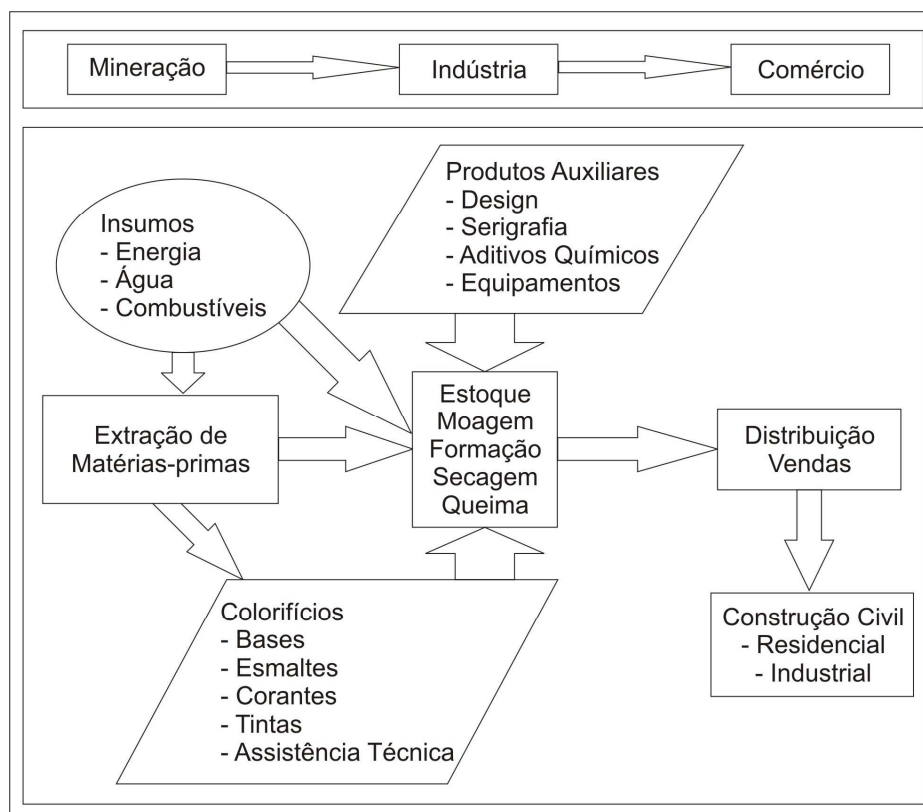 Mineração
Indústria
Comércio
Produtos Auxiliares
- Design
- Serigrafia
- Aditivos Químicos
- Equipamentos
Insumos
- Energia
- Água
- Combustíveis
Estoque
Moagem
Formação
Secagem
Queima
Extração de
Matérias-primas
Distribuição
Vendas
Colorifícios
- Bases
- Esmaltes
- Corantes
- Tintas
- Assistência Técnica
Construção Civil
- Residencial
- Industrial